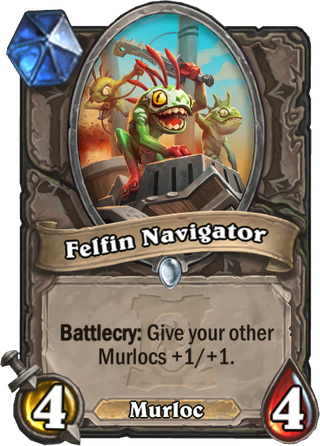 Felfin Navigator
Battlecry: Give your other
Murlocs +1/+1.
4
Murloc
4